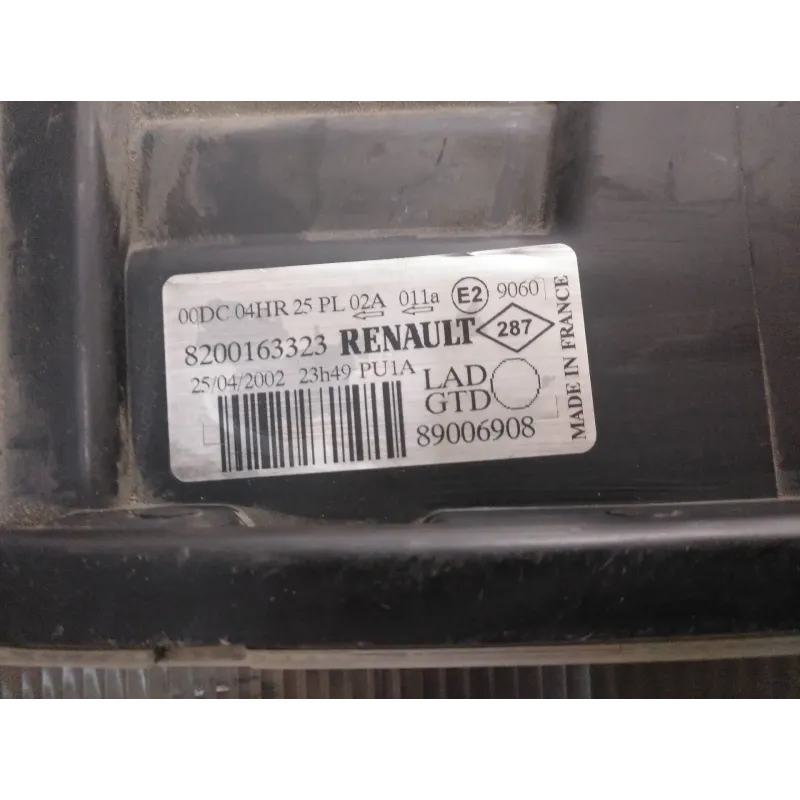 00DC 04HR 25 PL 02A 011a E2 9060
8200163323 RENAULT 287
25/04/2002 23h49 PU1A
LAD
GTD
89006908
MADE IN FRANCE